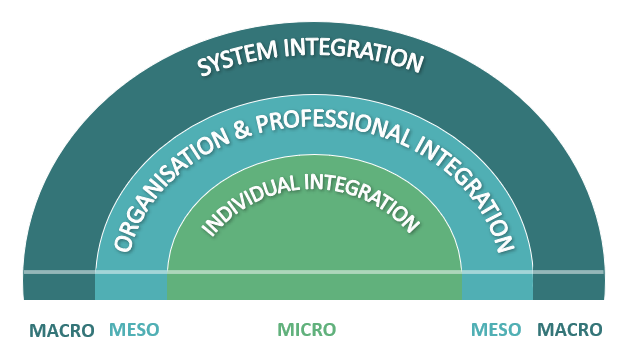 SYSTEM INTEGRATION
ORGANISATION & PROFESSIONAL INTEGRATION
INDIVIDUAL INTEGRATION
MACRO MESO MICRO MESO MACRO